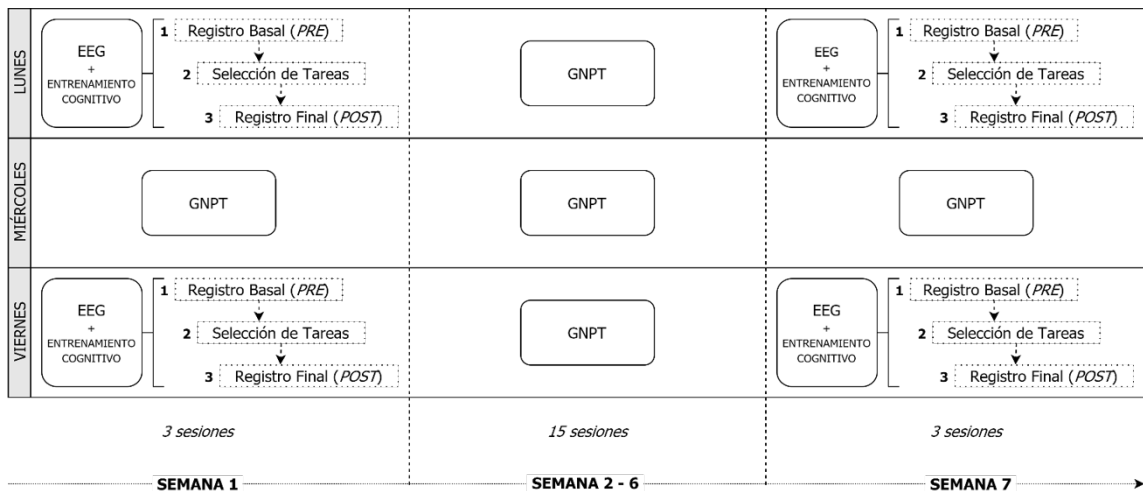 LUNES
EEG
+
ENTRENAMIENTO
COGNITIVO
1 Registro Basal (PRE)
2 Selección de Tareas
3 Registro Final (POST)
GNPT
EEG
+
ENTRENAMIENTO
COGNITIVO
1 Registro Basal (PRE)
2 Selección de Tareas
3 Registro Final (POST)
MIÉRCOLES
GNPT
GNPT
GNPT
VIERNES
EEG
+
ENTRENAMIENTO
COGNITIVO
1 Registro Basal (PRE)
2 Selección de Tareas
3 Registro Final (POST)
GNPT
EEG
+
ENTRENAMIENTO
COGNITIVO
1 Registro Basal (PRE)
2 Selección de Tareas
3 Registro Final (POST)
3 sesiones
15 sesiones
3 sesiones
SEMANA 1
SEMANA 2 - 6
SEMANA 7